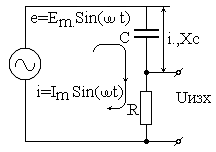 e=Em.Sin(ω t)
C
i.,Xc
i=Im Sin(ωt)
R
Uизх